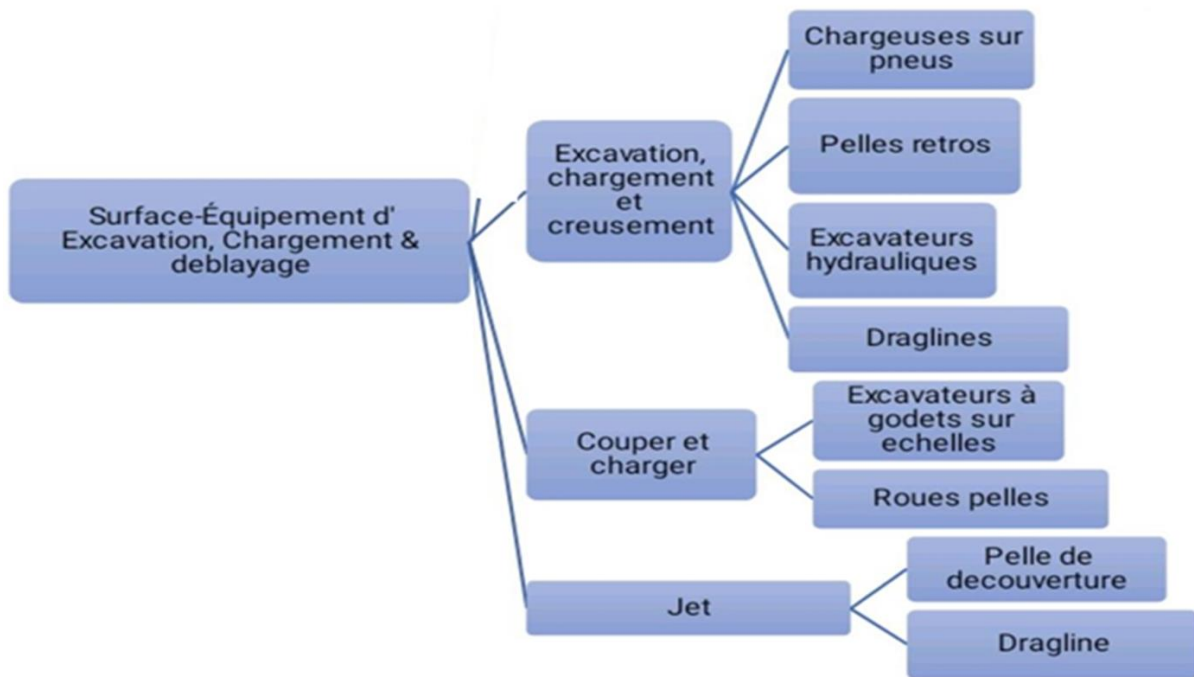 Surface-Équipement d'
Excavation, Chargement &
deblayage
Excavation,
chargement
et
creusement
Chargeuses sur
pneus
Pelles retros
Excavateurs
hydrauliques
Draglines
Couper et
charger
Excavateurs à
godets sur
echelles
Roues pelles
Jet
Pelle de
decouverture
Dragline